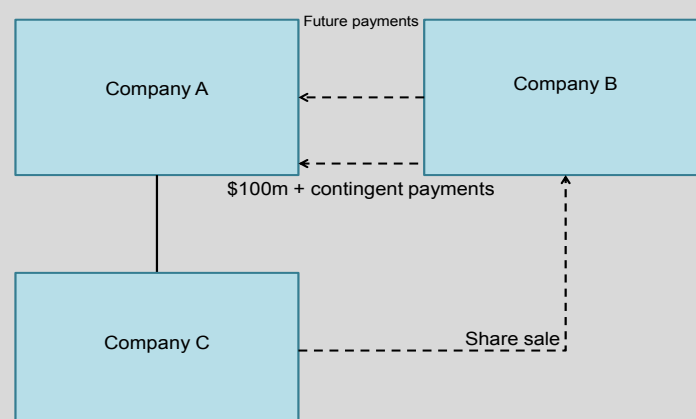 Future payments
Company A
Company B
$100m + contingent payments
Company C
Share sale